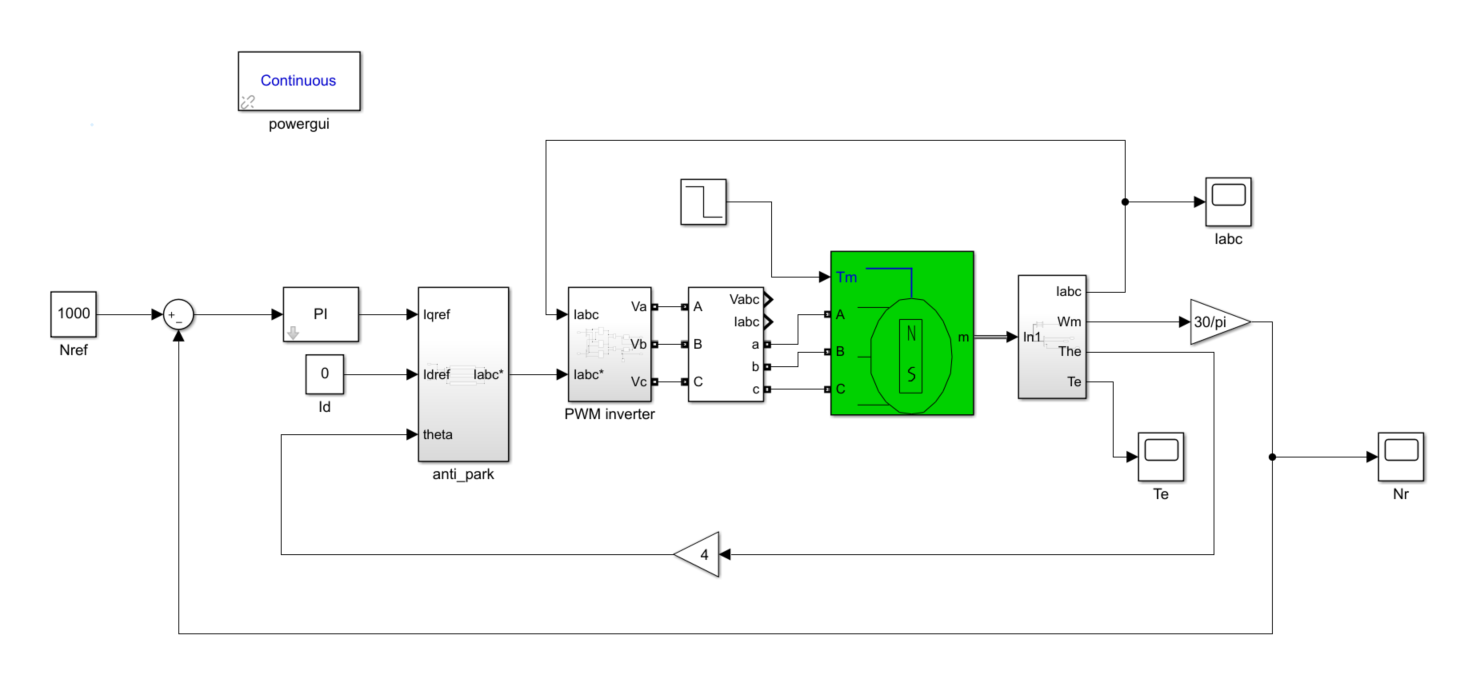 Continuous
powergui
Iabc
1000
Nref
+
_
PI
0
Id
Iqref
Idref
Iabc*
theta
anti_park
Iabc
Iabc*
Va
Vb
Vc
PWM inverter
A
B
C
Vabc
Iabc
a
b
c
Tm
A
B
C
N
S
m
In1
Iabc
Wm
The
Te
30/pi
Te
Nr
4